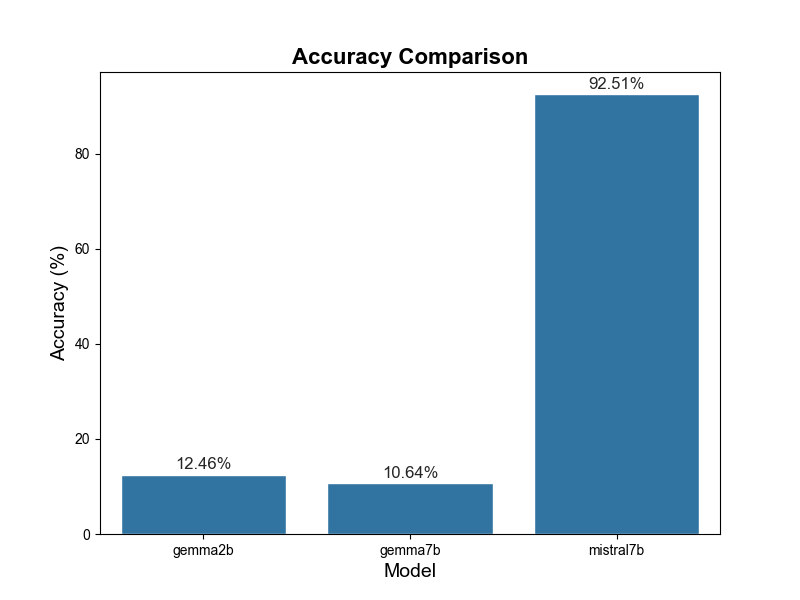 Accuracy Comparison
92.51%
80
60
Accuracy (%)
40
20
12.46%
10.64%
0
gemma2b gemma7b mistral7b
Model